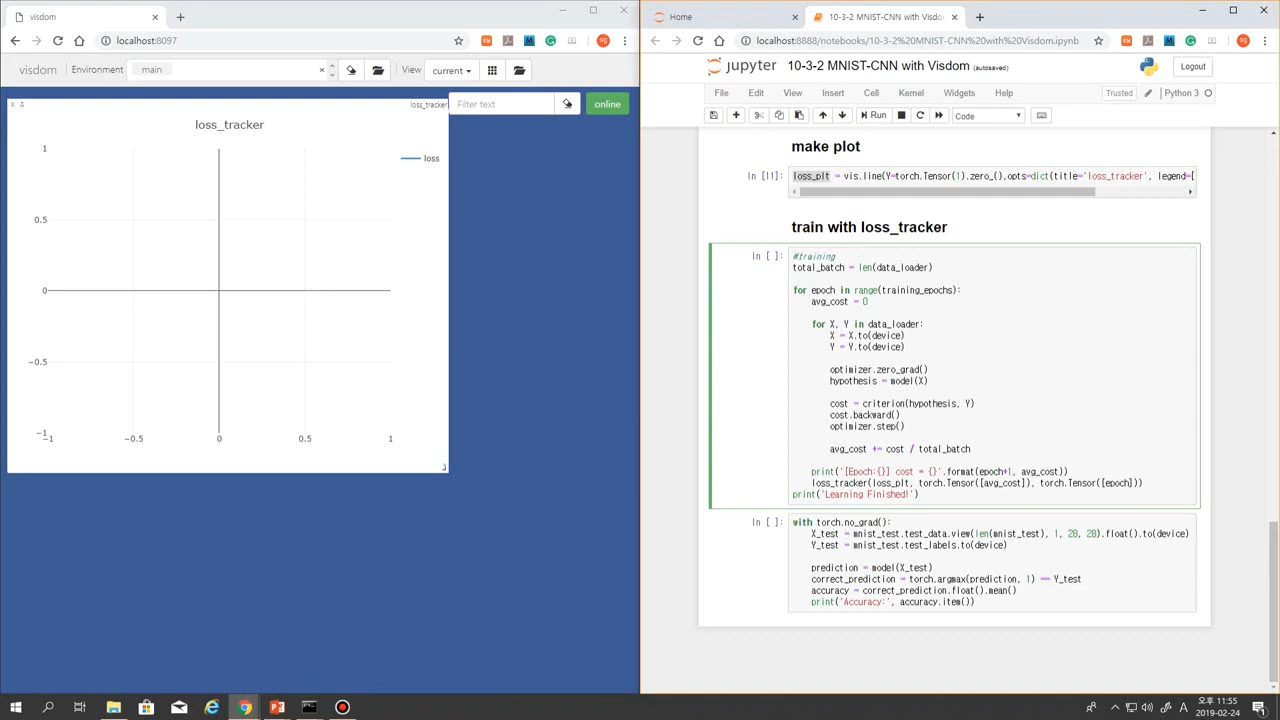 visdom
localhost:8097
visdom
Environment
main
View
current
loss_tracker
Filter text
online
loss_tracker
loss
1
0.5
0
−0.5
−1
−1
−0.5
0
0.5
1
Home
10-3-2 MNIST-CNN with Visdom
localhost:8888/notebooks/10-3-2%20MNIST-CNN%20with%20Visdom.ipynb
jupyter 10-3-2 MNIST-CNN with Visdom (autosaved)
Logout
File Edit View Insert Cell Kernel Widgets Help
Trusted
Python 3
Run
Code
make plot
In [11]: loss_plt = vis.line(Y=torch.Tensor(1).zero_(),opts=dict(title='loss_tracker', legend=[
train with loss_tracker
In [ ]: #training
total_batch = len(data_loader)
for epoch in range(training_epochs):
avg_cost = 0
for X, Y in data_loader:
X = X.to(device)
Y = Y.to(device)
optimizer.zero_grad()
hypothesis = model(X)
cost = criterion(hypothesis, Y)
cost.backward()
optimizer.step()
avg_cost += cost / total_batch
print('[Epoch:{}] cost = {}'.format(epoch+1, avg_cost))
loss_tracker(loss_plt, torch.Tensor([avg_cost]), torch.Tensor([epoch]))
print('Learning Finished!')
In [ ]: with torch.no_grad():
X_test = mnist_test.test_data.view(len(mnist_test), 1, 28, 28).float().to(device)
Y_test = mnist_test.test_labels.to(device)
prediction = model(X_test)
correct_prediction = torch.argmax(prediction, 1) == Y_test
accuracy = correct_prediction.float().mean()
print('Accuracy:', accuracy.item())
A
오후 11:55
2019-02-24